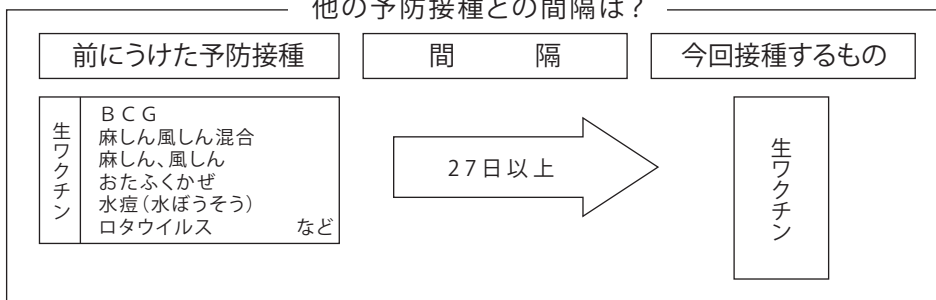 他の予防接種との間隔は？
前にうけた予防接種
間　　　隔
今回接種するもの
生ワクチン
ＢＣＧ
麻しん風しん混合
麻しん、風しん
おたふくかぜ
水痘（水ぼうそう）
ロタウイルス　　　　など
27日以上
生ワクチン